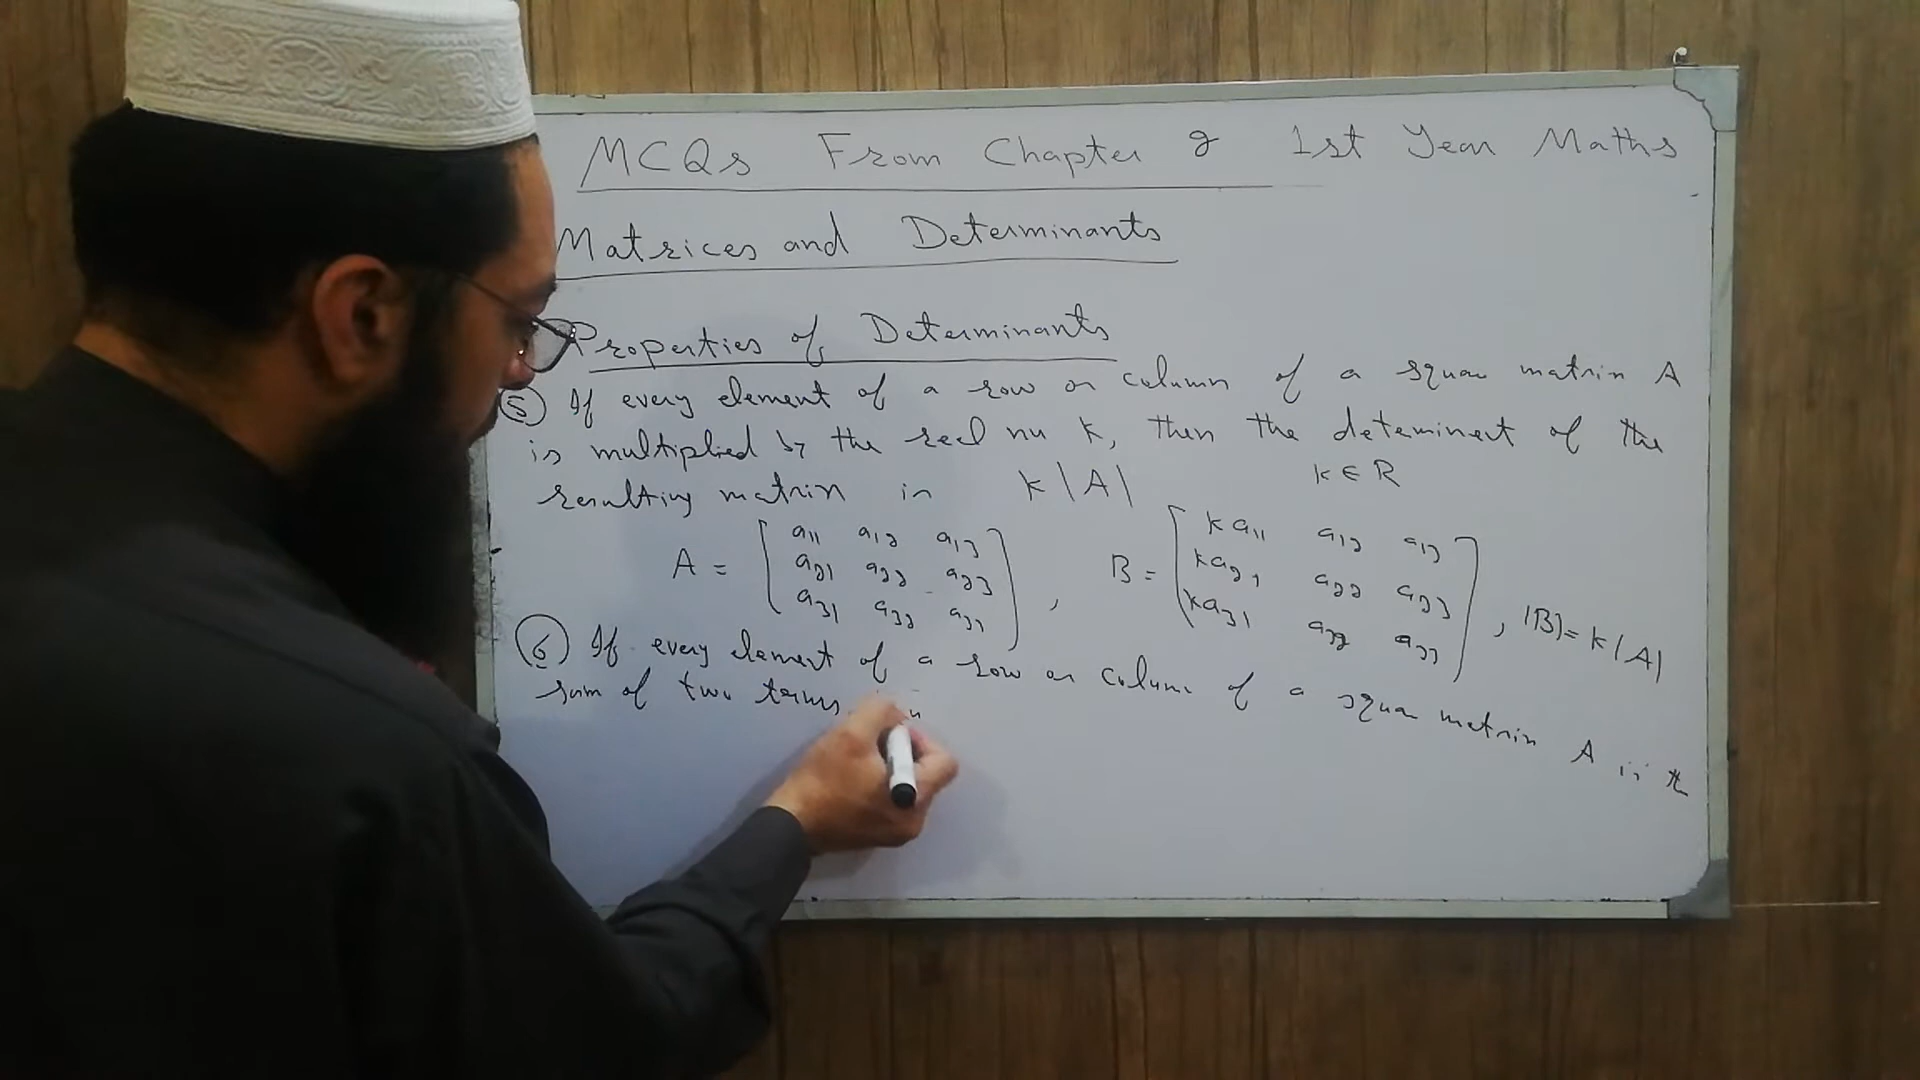 MCQs From Chapter 2 1st Year Maths
Matrices and Determinants
Properties of Determinants
(5) If every element of a row or column of a square matrix A
is multiplied by the real nu k, then the determinent of the
resulting matrix is k|A| k ∈ R
A = [a11 a12 a13
a21 a22 a23
a31 a32 a33] , B = [ka11 a12 a13
ka21 a22 a23
ka31 a32 a33] , |B| = k|A|
(6) If every element of a row or column of a square matrix A is the
sum of two terms